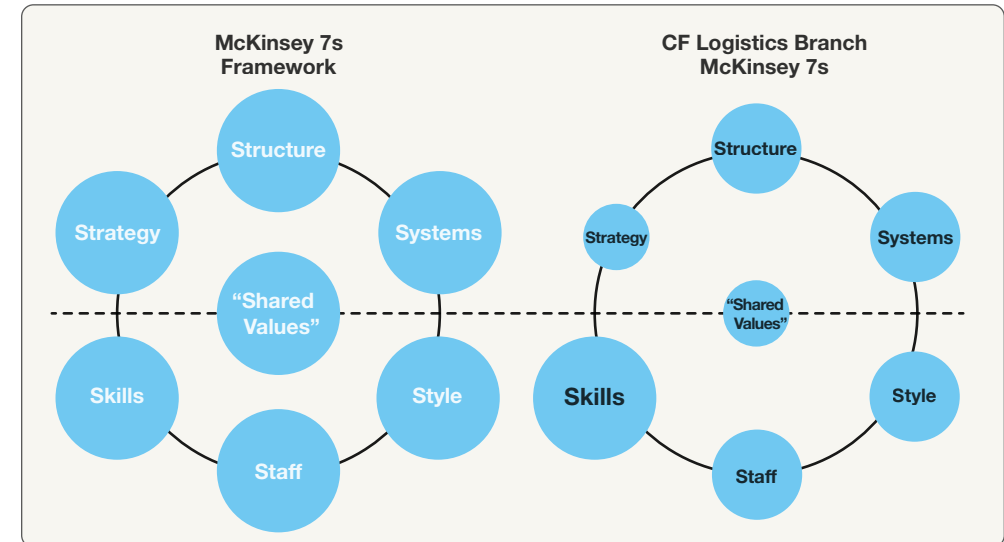 McKinsey 7s
Framework
Structure
Strategy
Systems
“Shared
Values”
Skills
Style
Staff
CF Logistics Branch
McKinsey 7s
Structure
Strategy
Systems
“Shared
Values”
Skills
Style
Staff